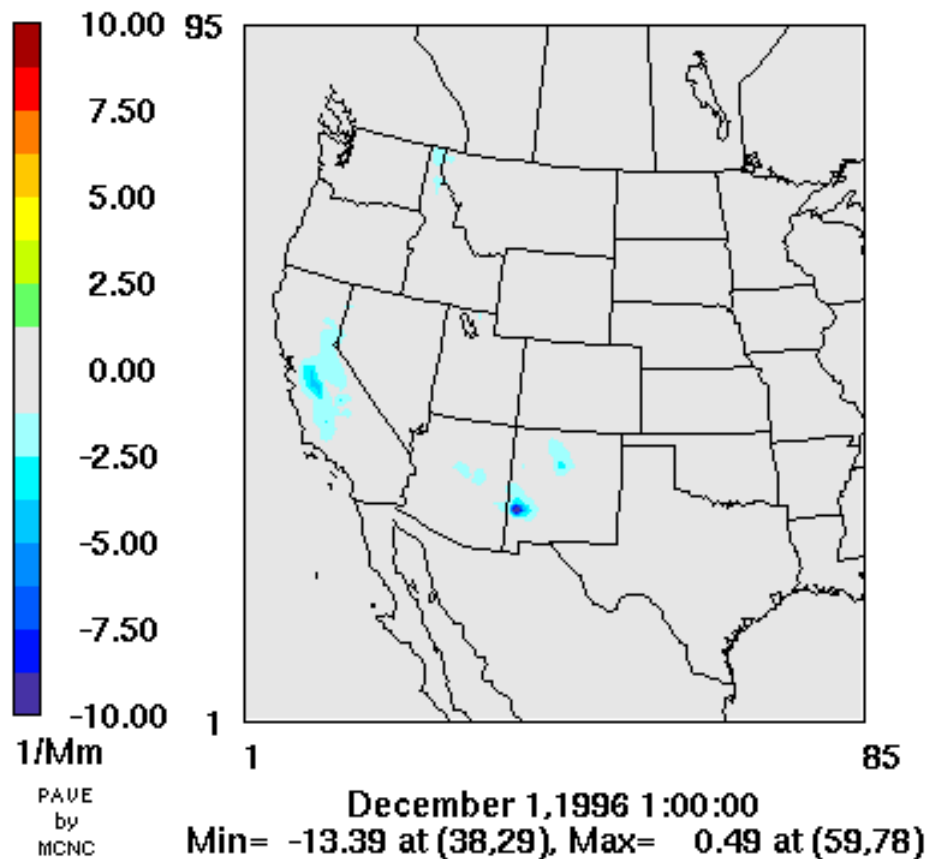 10.00
7.50
5.00
2.50
0.00
-2.50
-5.00
-7.50
-10.00
1/Mm
PAVE
by
MCNC
95
1
1
85
December 1,1996 1:00:00
Min= -13.39 at (38,29), Max= 0.49 at (59,78)